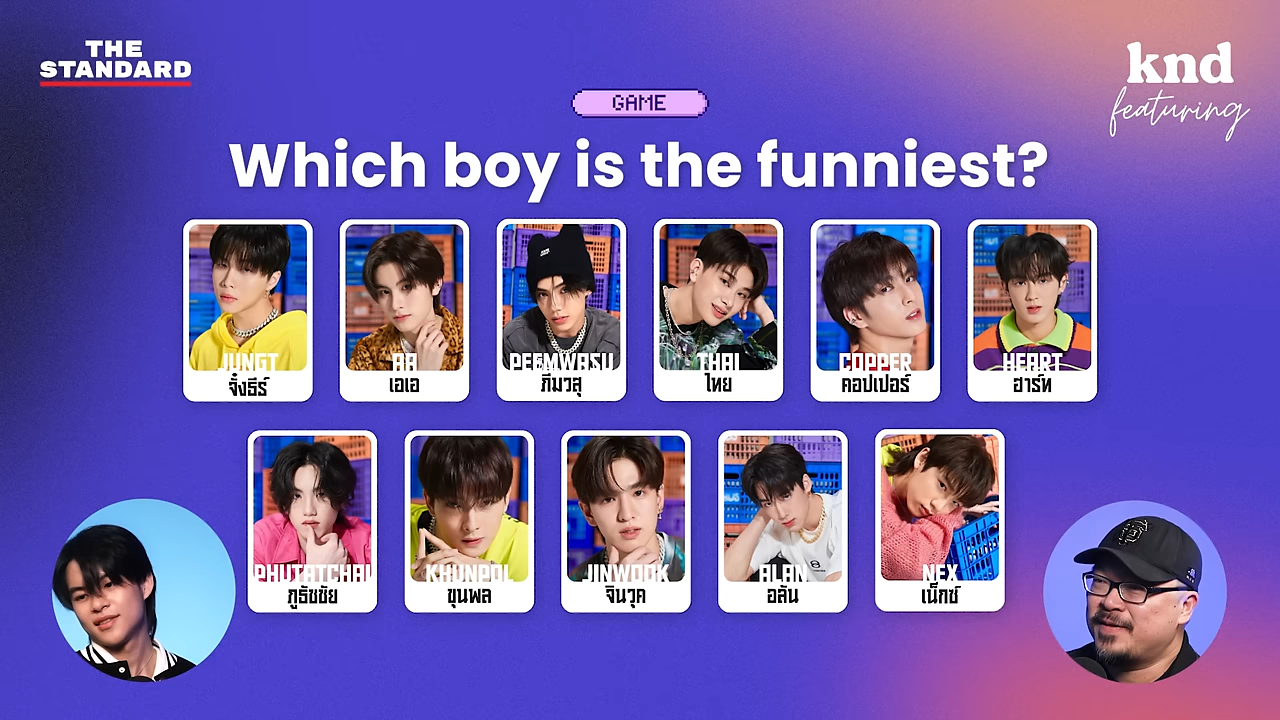 THE
STANDARD
knd
featuring
GAME
Which boy is the funniest?
JUNGT
จั๋งธีร์
AA
เอเอ
PEEMWASU
ภีมวสุ
THAI
ไทย
COPPER
คอปเปอร์
HEART
ฮาร์ท
PHUTATCHAI
ภูธัชชัย
KHUNPOL
ขุนพล
JINWOOK
จินวุค
ALAN
อลัน
NEX
เน็กซ์